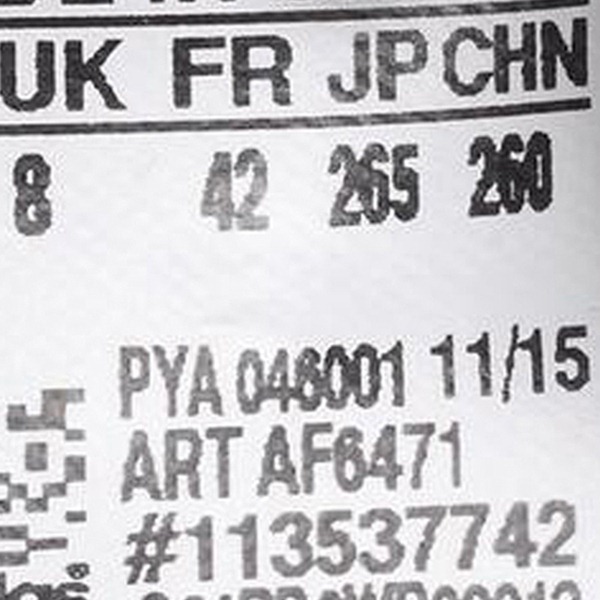 UK FR JP CHN
8 42 265 260
PYA 046001 11/15
ART AF6471
#113537742